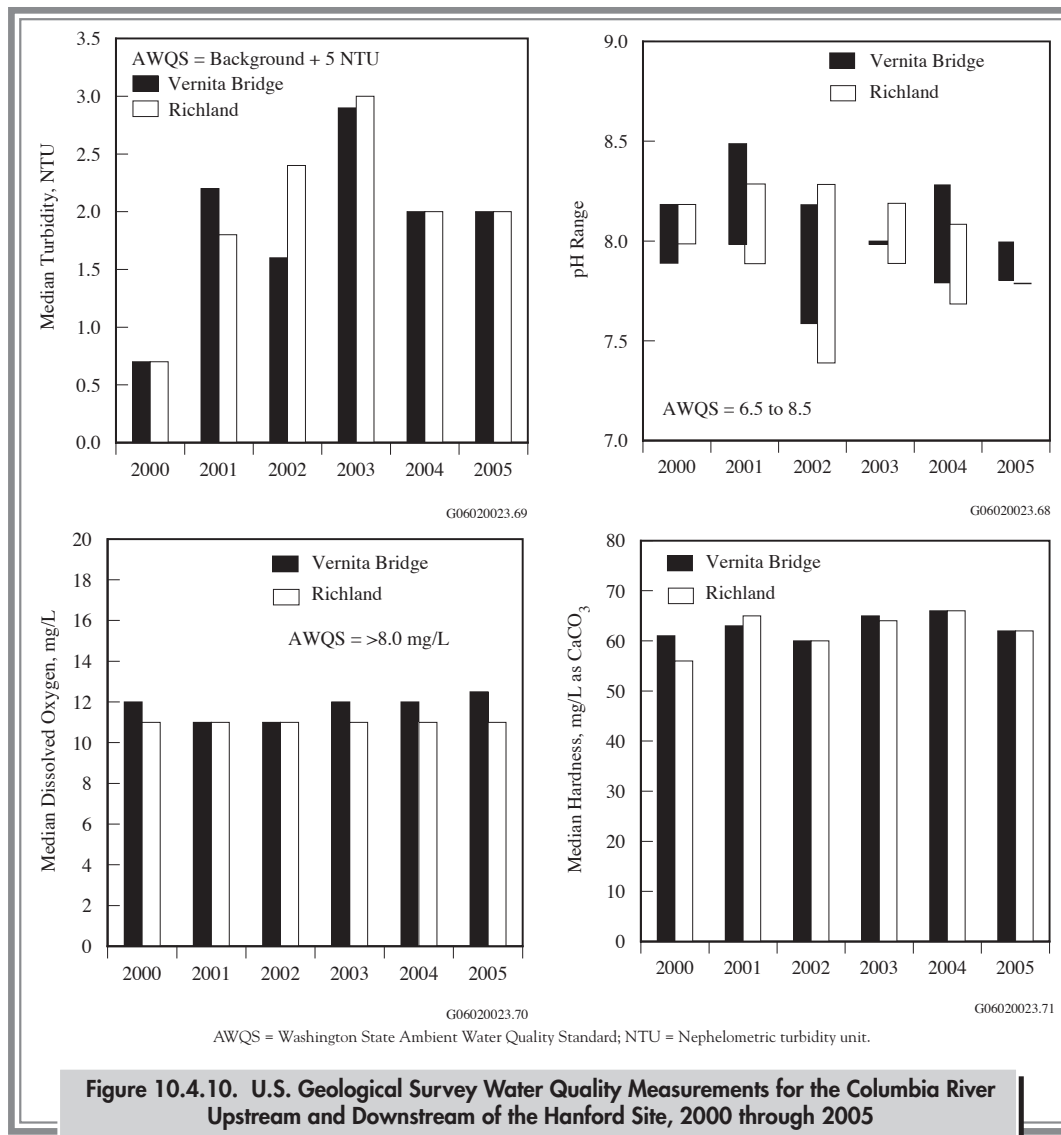 3.5
3.0
2.5
2.0
1.5
1.0
0.5
0.0
Median Turbidity, NTU
AWQS = Background + 5 NTU
Vernita Bridge
Richland
2000 2001 2002 2003 2004 2005
G06020023.69
9.0
8.5
8.0
7.5
7.0
pH Range
Vernita Bridge
Richland
AWQS = 6.5 to 8.5
2000 2001 2002 2003 2004 2005
G06020023.68
20
18
16
14
12
10
8
6
4
2
0
Median Dissolved Oxygen, mg/L
Vernita Bridge
Richland
AWQS = >8.0 mg/L
2000 2001 2002 2003 2004 2005
G06020023.70
80
70
60
50
40
30
20
10
0
Median Hardness, mg/L as CaCO₃
Vernita Bridge
Richland
2000 2001 2002 2003 2004 2005
G06020023.71
AWQS = Washington State Ambient Water Quality Standard; NTU = Nephelometric turbidity unit.
Figure 10.4.10. U.S. Geological Survey Water Quality Measurements for the Columbia River
Upstream and Downstream of the Hanford Site, 2000 through 2005